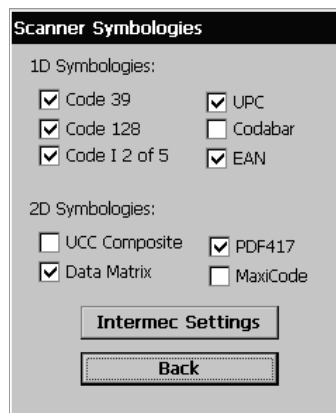 Scanner Symbologies
1D Symbologies:
Code 39 UPC
Code 128 Codabar
Code I 2 of 5 EAN
2D Symbologies:
UCC Composite PDF417
Data Matrix MaxiCode
Intermec Settings
Back